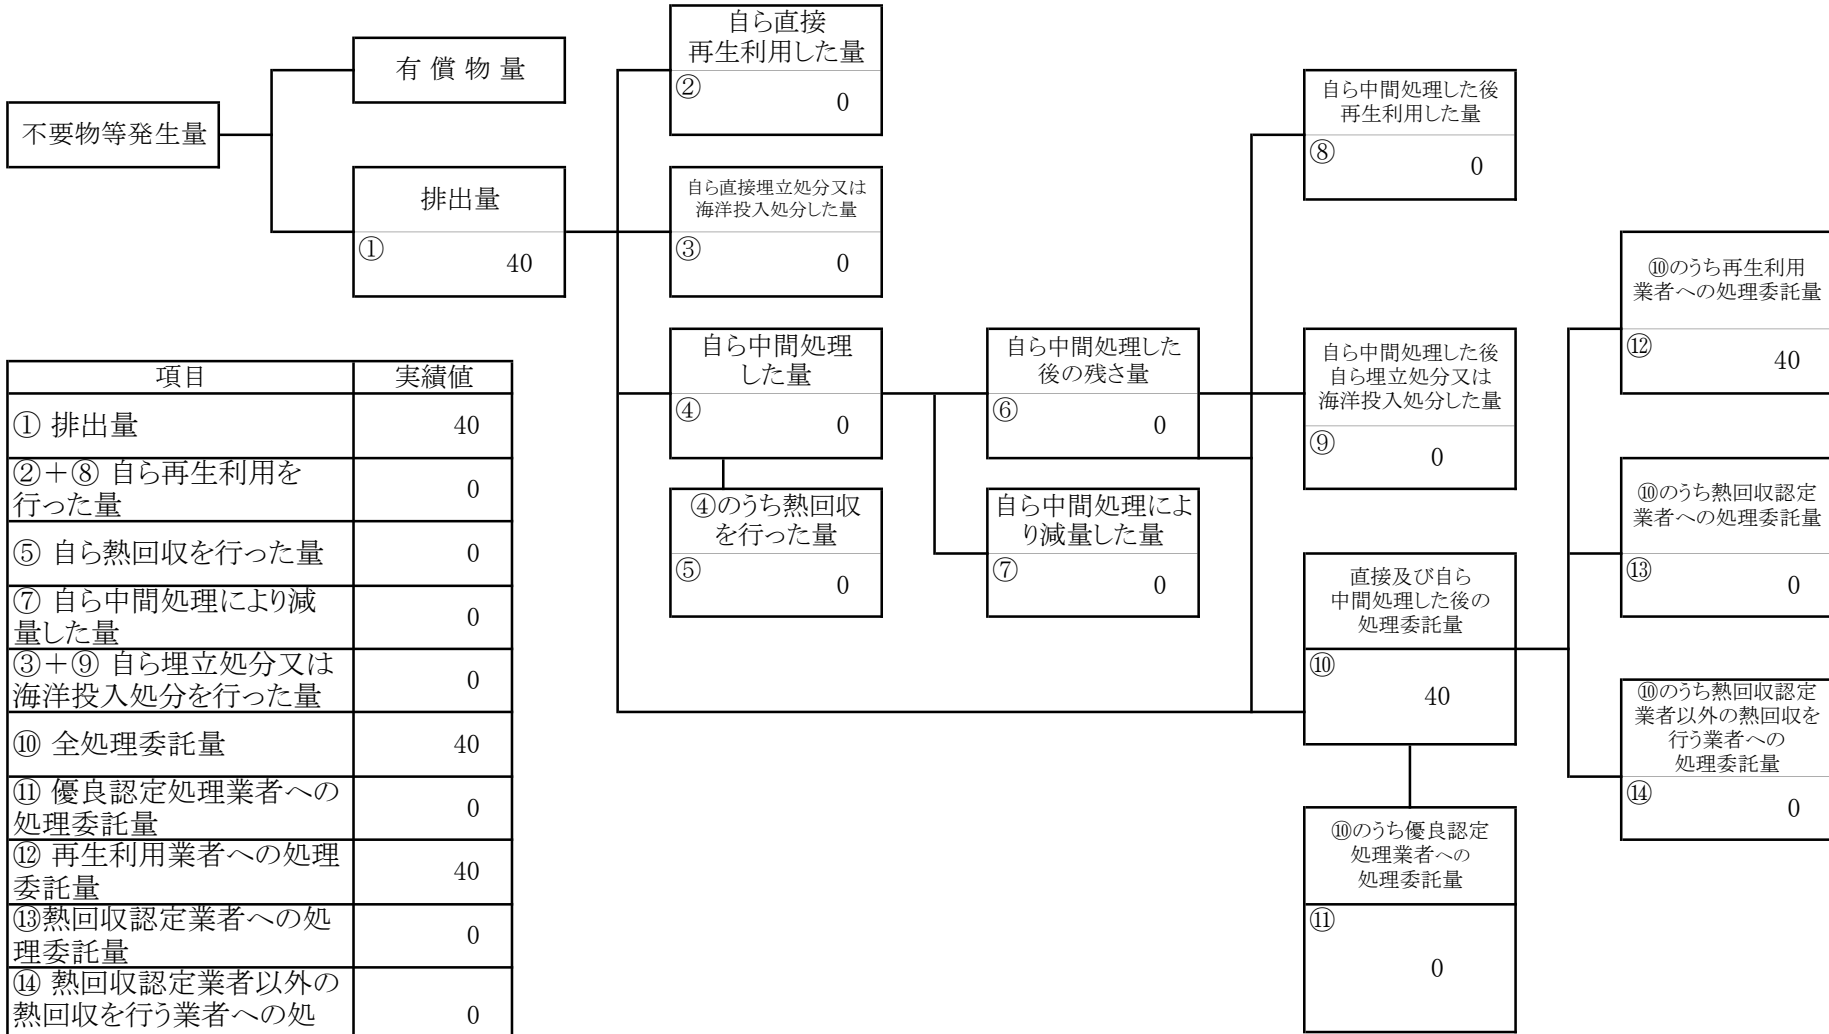 自ら直接
再生利用した量
②
0
有 償 物 量
不要物等発生量
排出量
①
40
自ら直接埋立処分又は
海洋投入処分した量
③
0
自ら中間処理した後
再生利用した量
⑧
0
自ら中間処理
した量
④
0
自ら中間処理した
後の残さ量
⑥
0
自ら中間処理した後
自ら埋立処分又は
海洋投入処分した量
⑨
0
④のうち熱回収
を行った量
⑤
0
自ら中間処理によ
り減量した量
⑦
0
直接及び自ら
中間処理した後の
処理委託量
⑩
40
⑩のうち優良認定
処理業者への
処理委託量
⑪
0
⑩のうち再生利用
業者への処理委託量
⑫
40
⑩のうち熱回収認定
業者への処理委託量
⑬
0
⑩のうち熱回収認定
業者以外の熱回収を
行う業者への
処理委託量
⑭
0
項目 実績値
① 排出量 40
②+⑧ 自ら再生利用を
行った量 0
⑤ 自ら熱回収を行った量 0
⑦ 自ら中間処理により減
量した量 0
③+⑨ 自ら埋立処分又は
海洋投入処分を行った量 0
⑩ 全処理委託量 40
⑪ 優良認定処理業者への
処理委託量 0
⑫ 再生利用業者への処理
委託量 40
⑬熱回収認定業者への処
理委託量 0
⑭ 熱回収認定業者以外の
熱回収を行う業者への処 0